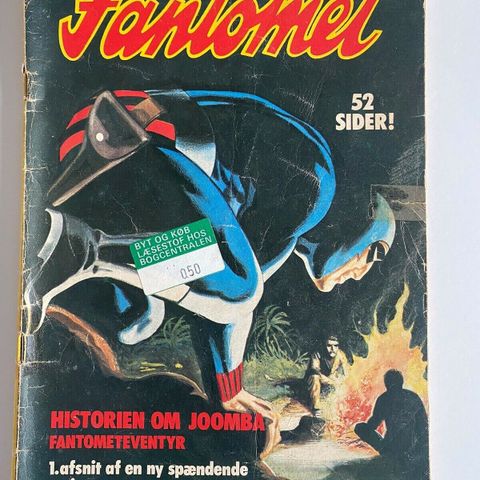 Fantomet
52
SIDER!
BYT OG KØB
LÆSESTOF HOS
BOGCENTRALEN
050
HISTORIEN OM JOOMBA
FANTOMETEVENTYR
1. afsnit af en ny spændende